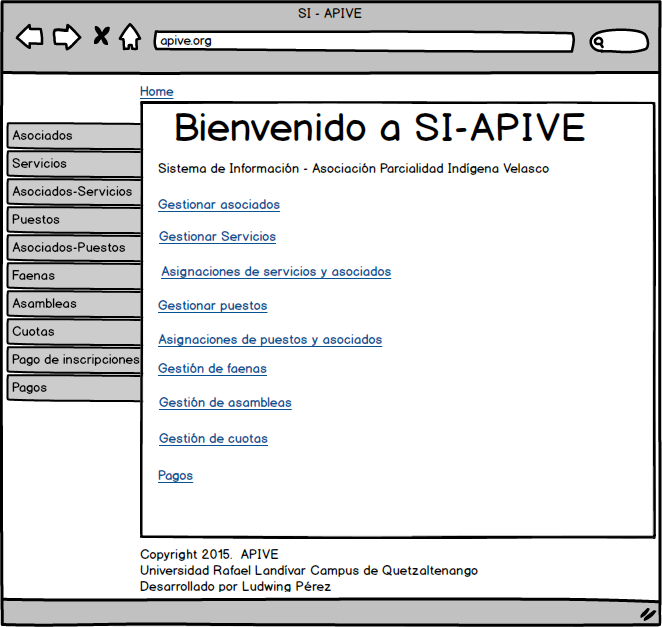 SI - APIVE
apive.org
Home
Asociados
Servicios
Asociados-Servicios
Puestos
Asociados-Puestos
Faenas
Asambleas
Cuotas
Pago de inscripciones
Pagos
Bienvenido a SI-APIVE
Sistema de Información - Asociación Parcialidad Indígena Velasco
Gestionar asociados
Gestionar Servicios
Asignaciones de servicios y asociados
Gestionar puestos
Asignaciones de puestos y asociados
Gestión de faenas
Gestión de asambleas
Gestión de cuotas
Pagos
Copyright 2015.  APIVE
Universidad Rafael Landívar Campus de Quetzaltenango
Desarrollado por Ludwing Pérez